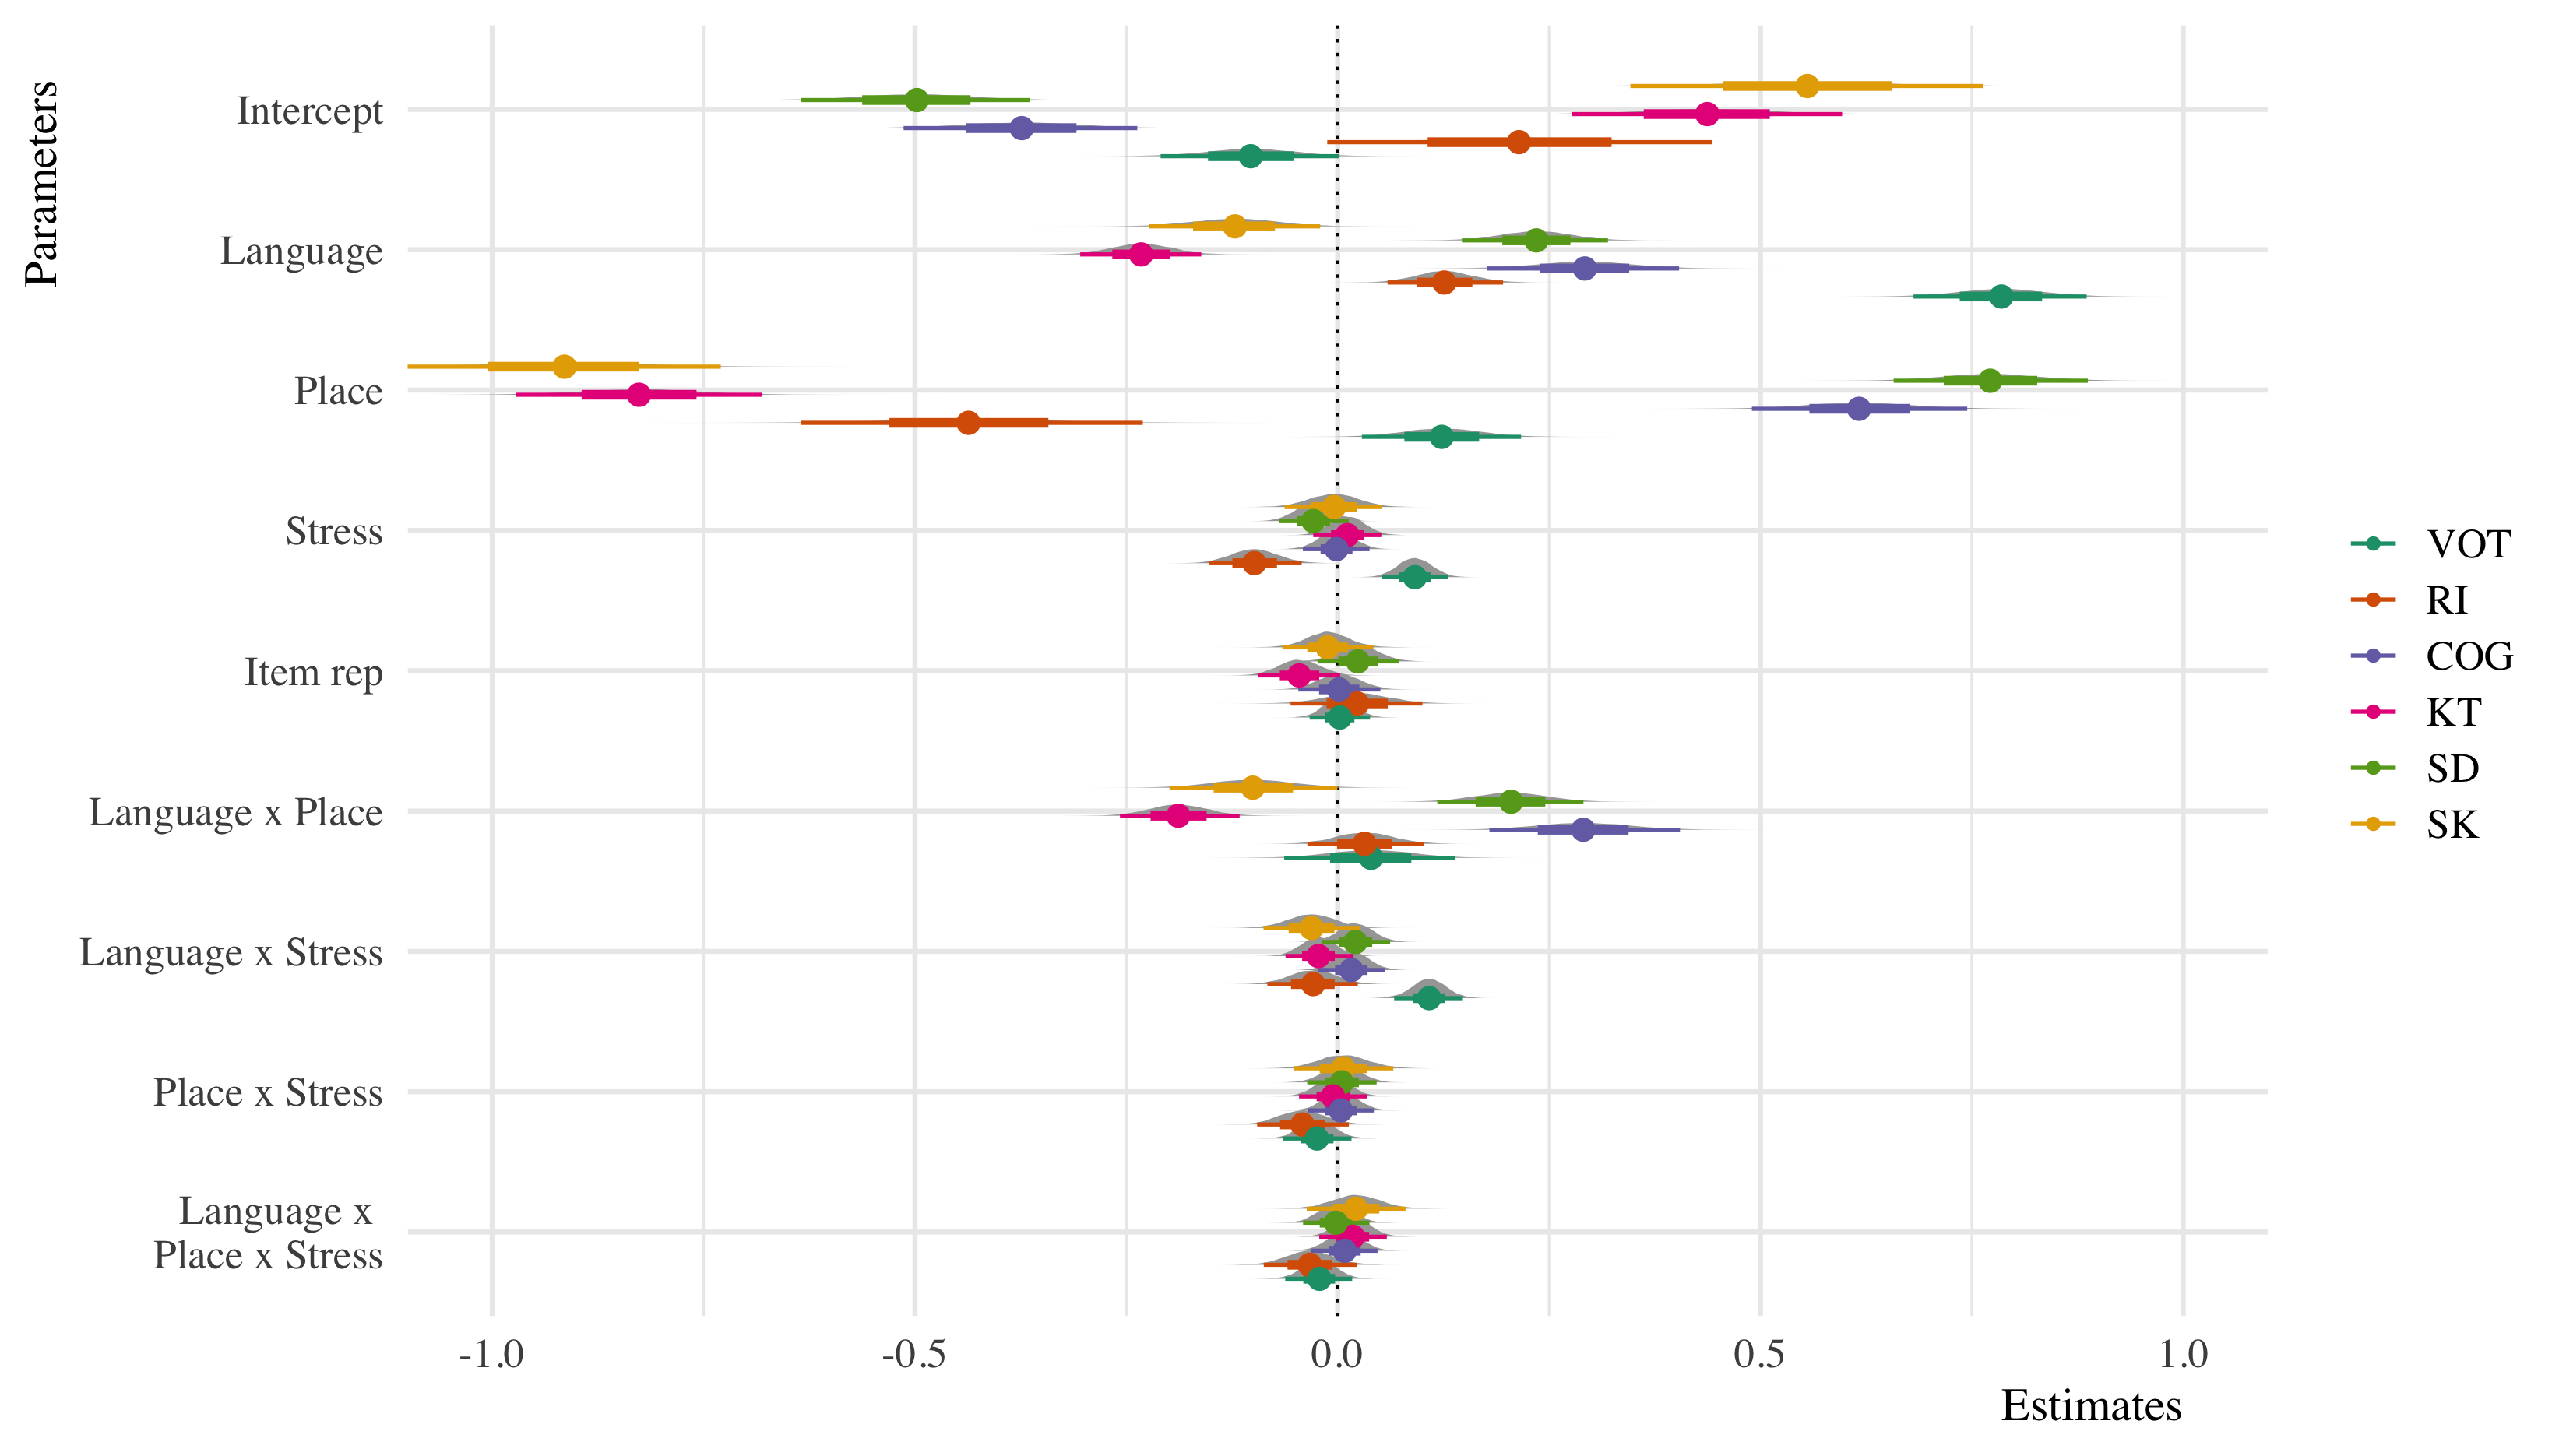 Parameters
Intercept
Language
Place
Stress
Item rep
Language x Place
Language x Stress
Place x Stress
Language x
Place x Stress
-1.0
-0.5
0.0
0.5
1.0
Estimates
VOT
RI
COG
KT
SD
SK